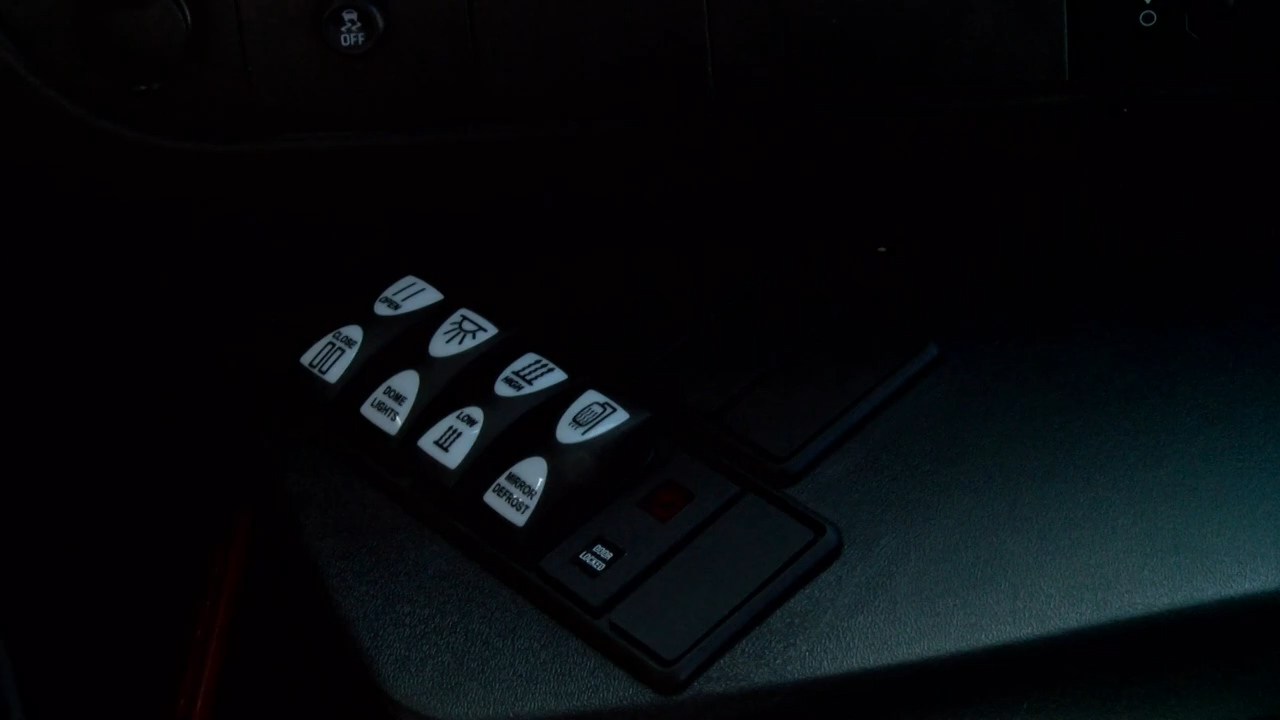 OFF
OPEN
CLOSE
DOME
LIGHTS
HIGH
LOW
MIRROR
DEFROST
DOOR
LOCKED